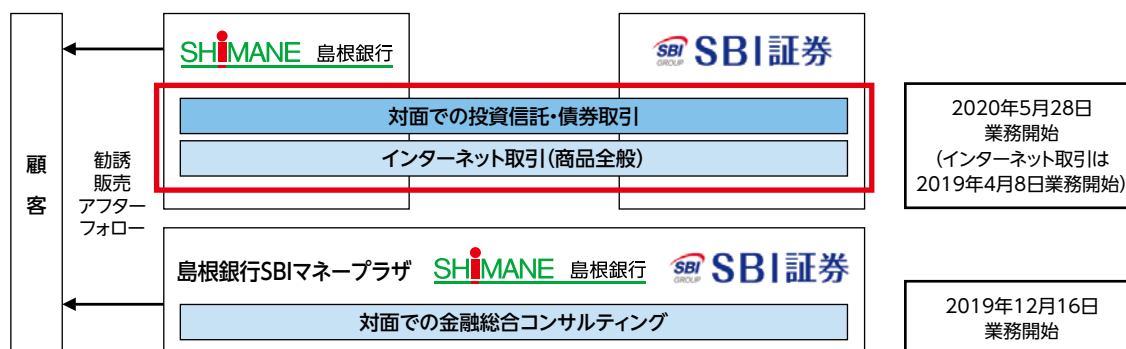 SHiMANE 島根銀行
SBI GROUP SBI証券
対面での投資信託・債券取引
インターネット取引(商品全般)
2020年5月28日
業務開始
(インターネット取引は
2019年4月8日業務開始)
顧客
勧誘
販売
アフター
フォロー
島根銀行SBIマネープラザ SHiMANE 島根銀行 SBI GROUP SBI証券
対面での金融総合コンサルティング
2019年12月16日
業務開始